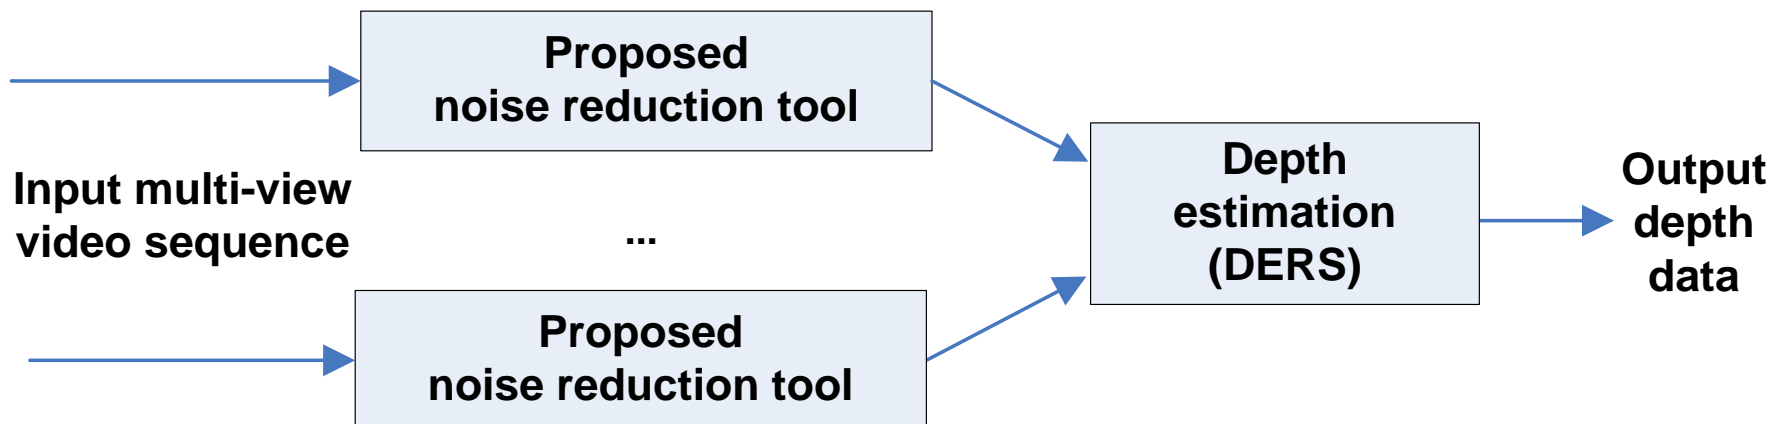 Proposed
noise reduction tool
Input multi-view
video sequence
...
Proposed
noise reduction tool
Depth
estimation
(DERS)
Output
depth
data